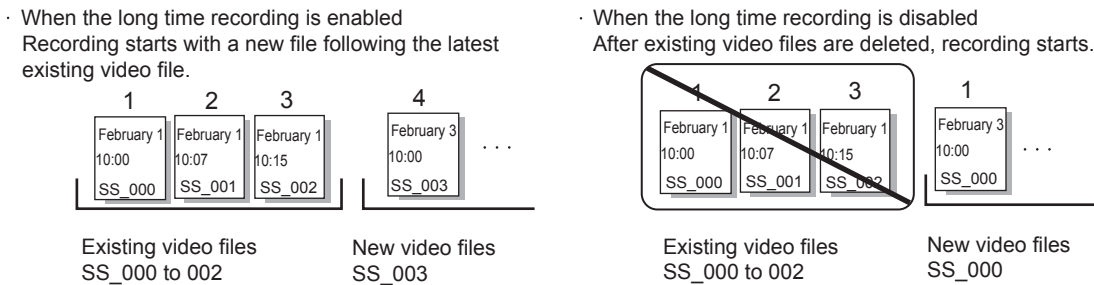 · When the long time recording is enabled
Recording starts with a new file following the latest
existing video file.
1 2 3 4
February 1 February 1 February 1 February 3
10:00 10:07 10:15 10:00 · · ·
SS_000 SS_001 SS_002 SS_003
Existing video files New video files
SS_000 to 002 SS_003
· When the long time recording is disabled
After existing video files are deleted, recording starts.
1 2 3 1
February 1 February 1 February 1 February 3
10:00 10:07 10:15 10:00 · · ·
SS_000 SS_001 SS_002 SS_000
Existing video files New video files
SS_000 to 002 SS_000